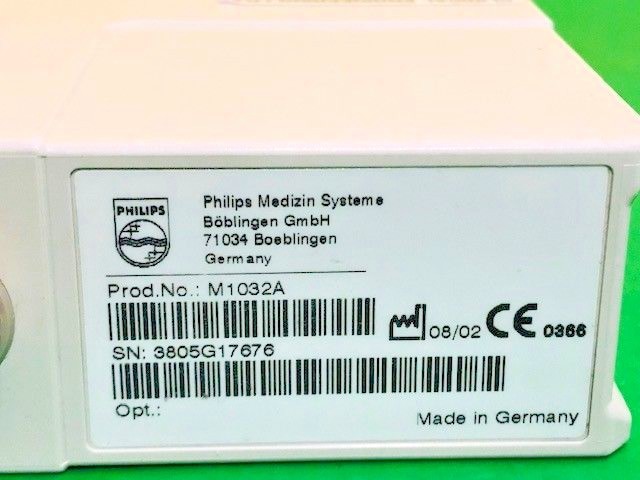 PHILIPS
Philips Medizin Systeme
Böblingen GmbH
71034 Boeblingen
Germany
Prod.No.: M1032A
08/02 CE 0366
SN: 3805G17676
Opt.:
Made in Germany